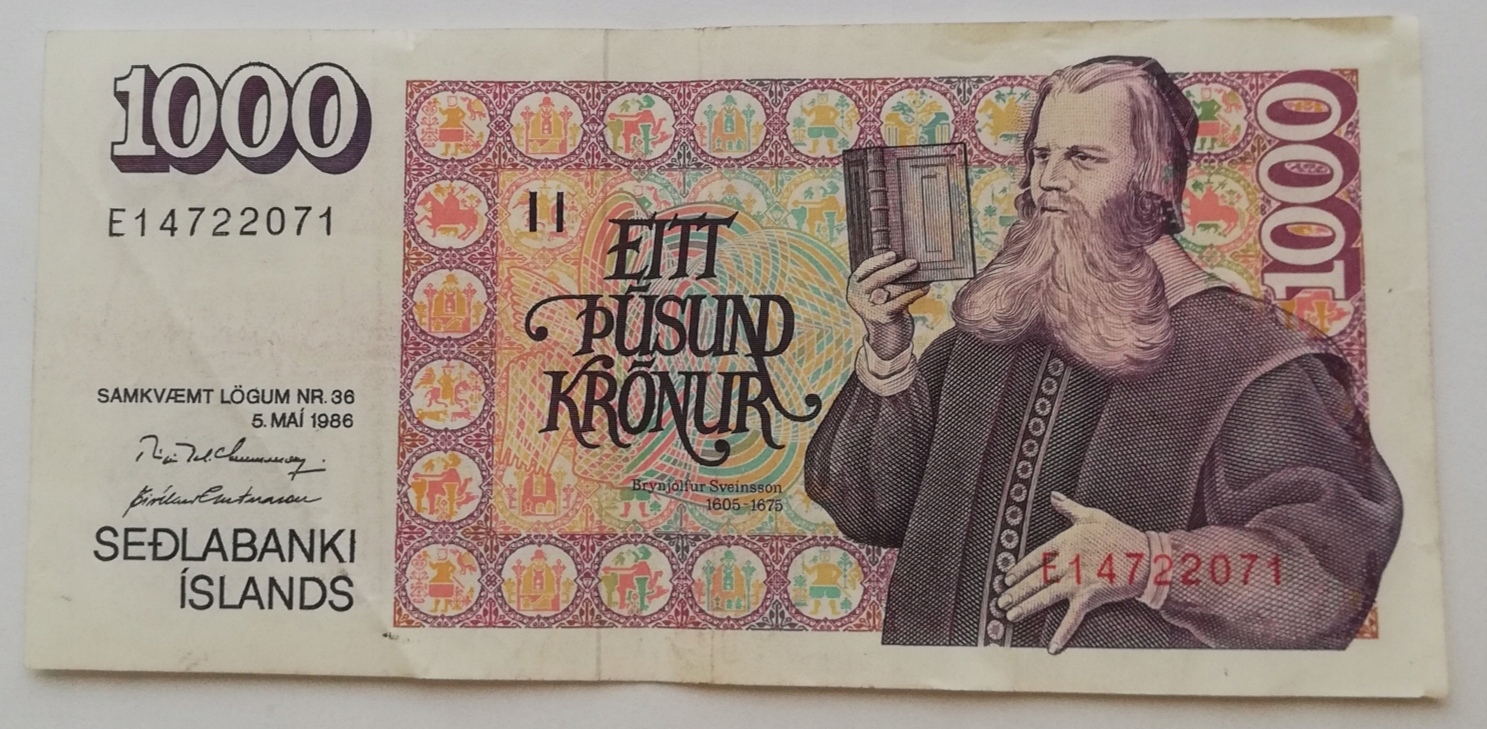 1000
E14722071
SAMKVÆMT LÖGUM NR. 36
5. MAÍ 1986
SEÐLABANKI
ÍSLANDS
EITT
ÞÚSUND
KRÓNUR
Brynjólfur Sveinsson
1605-1675
1000
E14722071